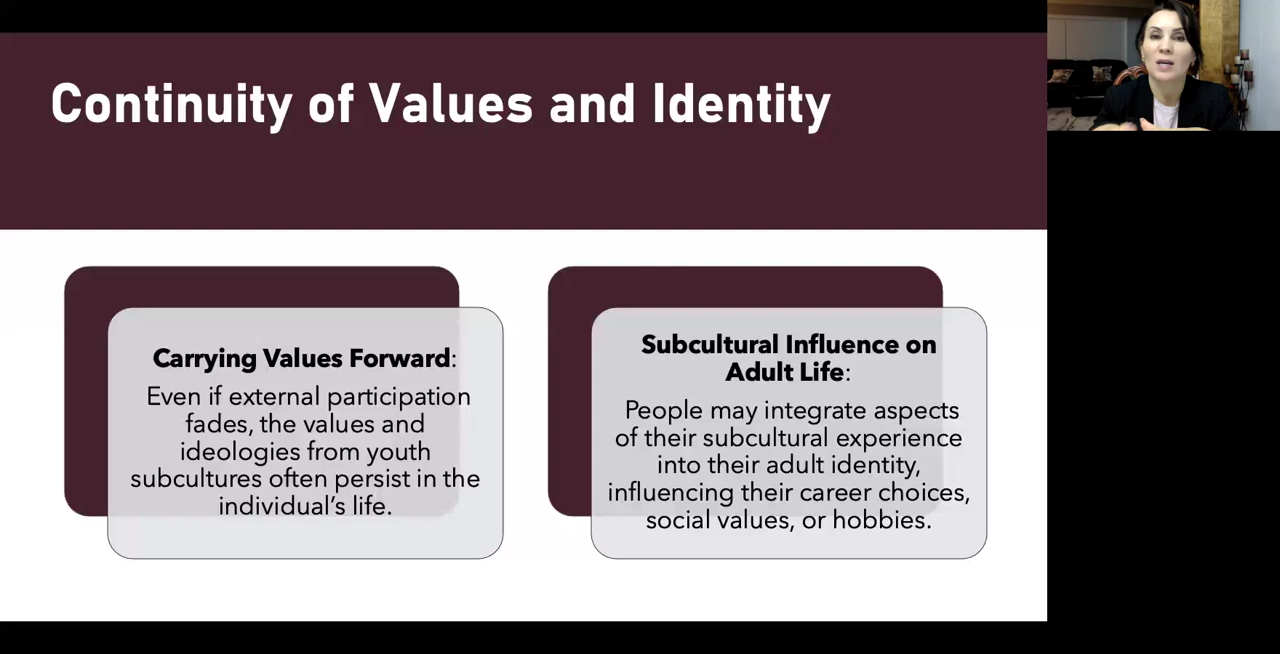 Continuity of Values and Identity
Carrying Values Forward:
Even if external participation
fades, the values and
ideologies from youth
subcultures often persist in the
individual’s life.
Subcultural Influence on
Adult Life:
People may integrate aspects
of their subcultural experience
into their adult identity,
influencing their career choices,
social values, or hobbies.